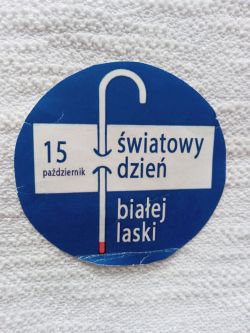 15
październik
światowy
dzień
białej
laski